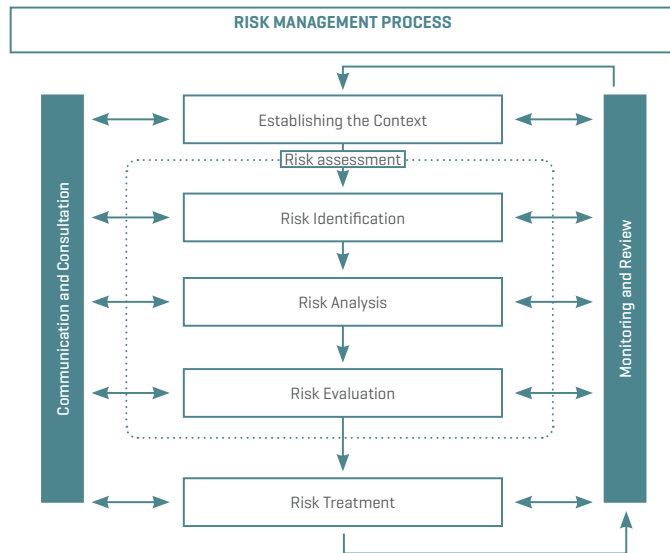 RISK MANAGEMENT PROCESS
Establishing the Context
Risk assessment
Risk Identification
Risk Analysis
Risk Evaluation
Risk Treatment
Communication and Consultation
Monitoring and Review